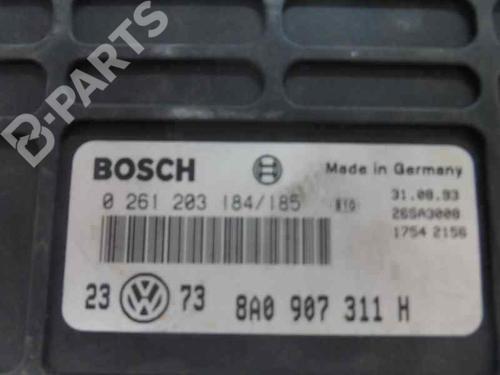 B-PARTS
BOSCH
Made in Germany
0 261 203 184/185
31.08.93
26SA3008
1754 2156
23 73 8A0 907 311 H